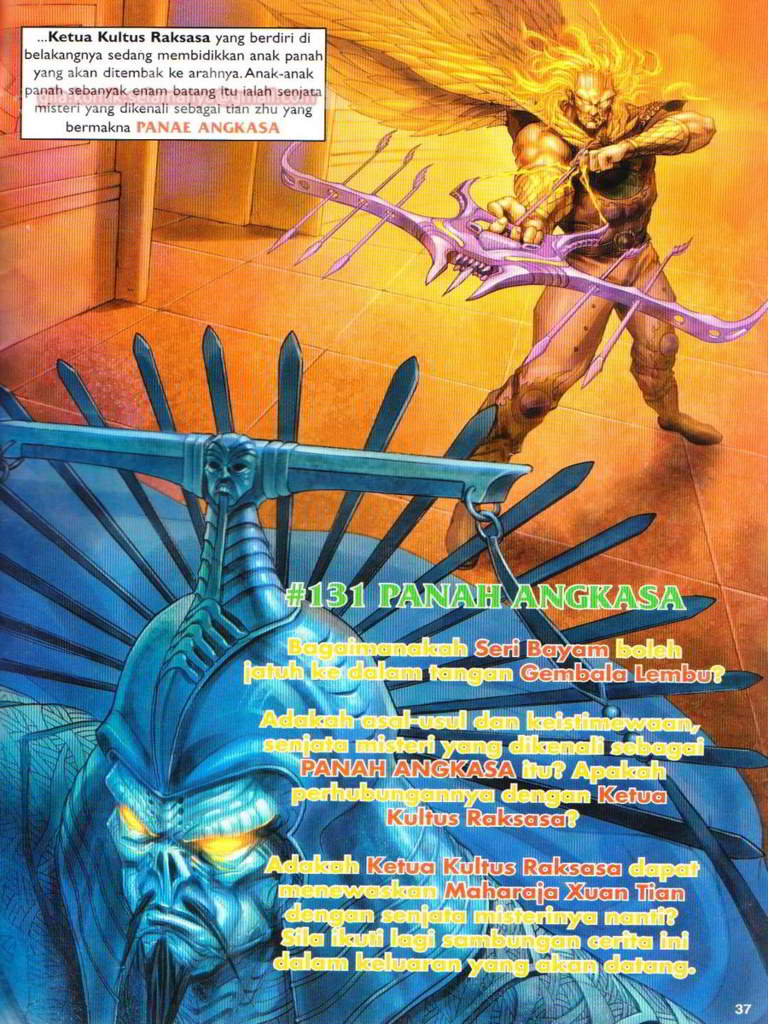 ...Ketua Kultus Raksasa yang berdiri di
belakangnya sedang membidikkan anak panah
yang akan ditembak ke arahnya. Anak-anak
panah sebanyak enam batang itu ialah senjata
misteri yang dikenali sebagai tian zhu yang
bermakna PANAE ANGKASA
#131 PANAH ANGKASA
Bagaimanakah Seri Bayam boleh
jatuh ke dalam tangan Gembala Lembu?
Adakah asal-usul dan keistimewaan,
senjata misteri yang dikenali sebagai
PANAH ANGKASA itu? Apakah
perhubungannya dengan Ketua
Kultus Raksasa?
Adakah Ketua Kultus Raksasa dapat
menewaskan Maharaja Xuan Tian
dengan senjata misterinya nanti?
Sila ikuti lagi sambungan cerita ini
dalam keluaran yang akan datang.
37